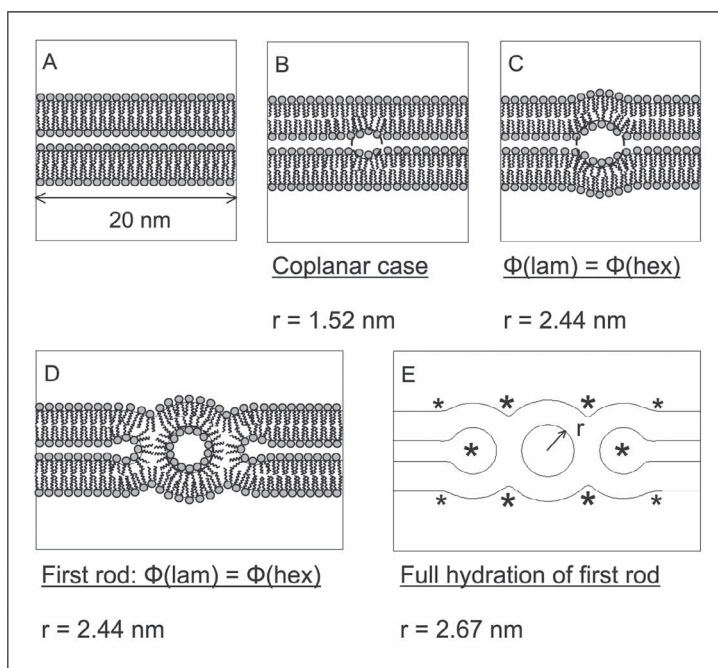 A
20 nm
B
Coplanar case
r = 1.52 nm
C
Φ(lam) = Φ(hex)
r = 2.44 nm
D
First rod: Φ(lam) = Φ(hex)
r = 2.44 nm
E
* * * *
r
* *
* * * *
Full hydration of first rod
r = 2.67 nm